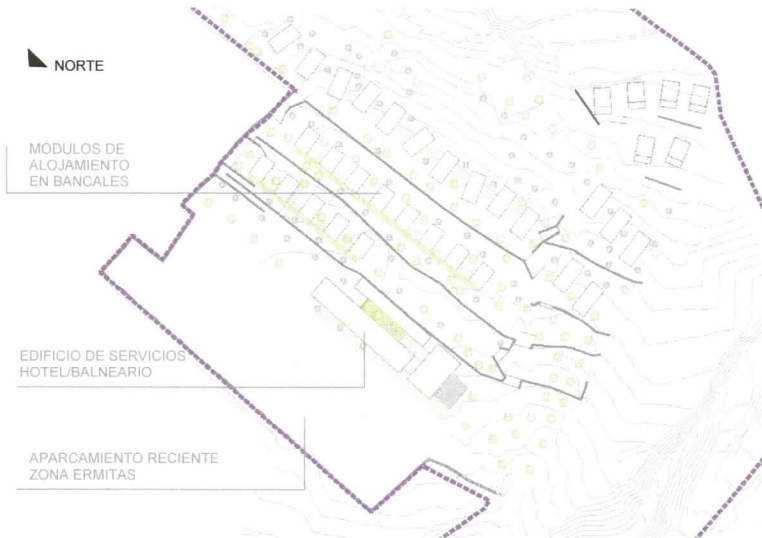 NORTE
MÓDULOS DE
ALOJAMIENTO
EN BANCALES
EDIFICIO DE SERVICIOS
HOTEL/BALNEARIO
APARCAMIENTO RECIENTE
ZONA ERMITAS